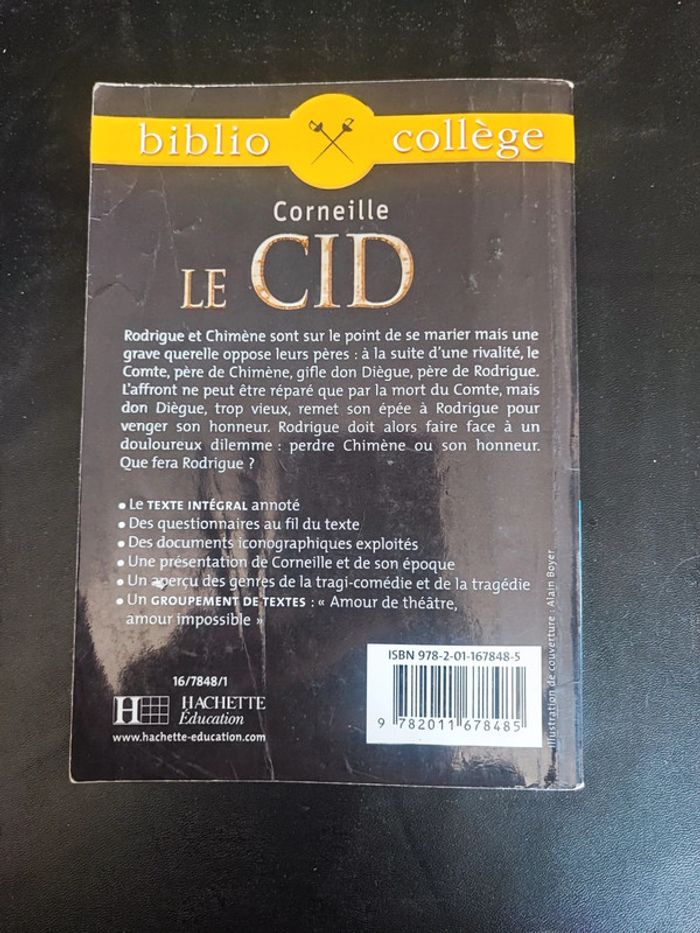 biblio collège
Corneille
LE CID
Rodrigue et Chimène sont sur le point de se marier mais une
grave querelle oppose leurs pères : à la suite d'une rivalité, le
Comte, père de Chimène, gifle don Diègue, père de Rodrigue.
L'affront ne peut être réparé que par la mort du Comte, mais
don Diègue, trop vieux, remet son épée à Rodrigue pour
venger son honneur. Rodrigue doit alors faire face à un
douloureux dilemme : perdre Chimène ou son honneur.
Que fera Rodrigue ?
• Le TEXTE INTÉGRAL annoté
• Des questionnaires au fil du texte
• Des documents iconographiques exploités
• Une présentation de Corneille et de son époque
• Un aperçu des genres de la tragi-comédie et de la tragédie
• Un GROUPEMENT DE TEXTES : « Amour de théâtre,
amour impossible »
Illustration de couverture : Alain Boyer
ISBN 978-2-01-167848-5
9 782011 678485
16/7848/1
H HACHETTE
Éducation
www.hachette-education.com